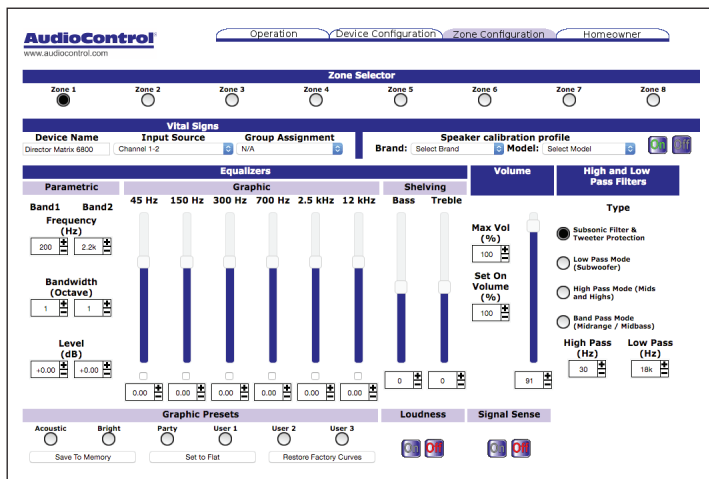 AudioControl®
www.audiocontrol.com
Operation Device Configuration Zone Configuration Homeowner
Zone Selector
Zone 1 Zone 2 Zone 3 Zone 4 Zone 5 Zone 6 Zone 7 Zone 8
Vital Signs
Device Name Input Source Group Assignment
Director Matrix 6800 Channel 1-2 N/A
Speaker calibration profile
Brand: Select Brand Model: Select Model On Off
Equalizers Volume High and Low
Pass Filters
Parametric Graphic Shelving
Band1 Band2 45 Hz 150 Hz 300 Hz 700 Hz 2.5 kHz 12 kHz Bass Treble
Frequency
(Hz)
200 2.2k
Bandwidth
(Octave)
1 1
Level
(dB)
+0.00 +0.00
0.00 0.00 0.00 0.00 0.00 0.00
0 0
Max Vol
(%)
100
Set On
Volume
(%)
100
91
Type
Subsonic Filter &
Tweeter Protection
Low Pass Mode
(Subwoofer)
High Pass Mode (Mids
and Highs)
Band Pass Mode
(Midrange / Midbass)
High Pass Low Pass
(Hz) (Hz)
30 18k
Graphic Presets Loudness Signal Sense
Acoustic Bright Party User 1 User 2 User 3
Save To Memory Set to Flat Restore Factory Curves
On Off On Off